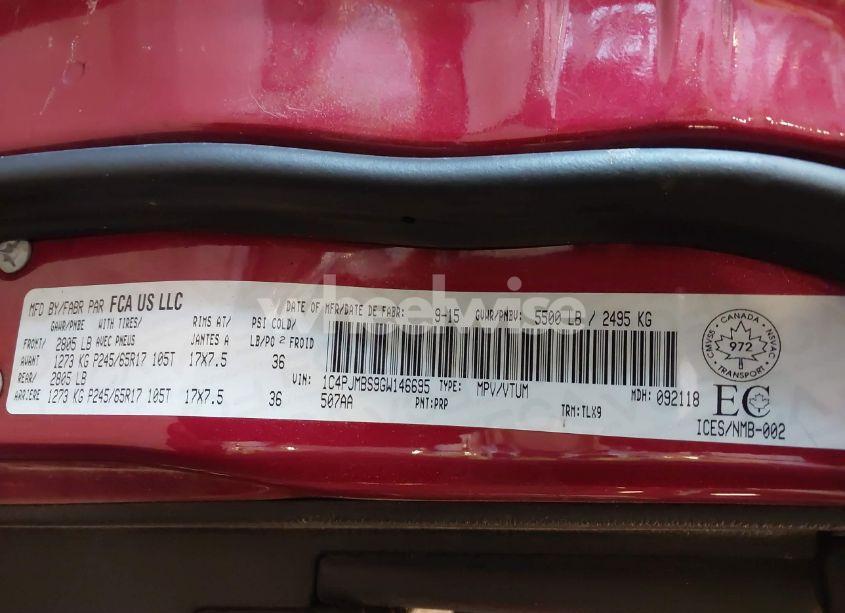 MFD BY/FABR PAR FCA US LLC
DATE OF MFR/DATE DE FABR: 9-15 GVWR/PNBV: 5500 LB / 2495 KG
GAWR/PNBE WITH TIRES/ RIMS AT/ PSI COLD/
FRONT/ 2805 LB AVEC PNEUS JANTES A LB/PO 2 FROID
AVANT 1273 KG P245/65R17 105T 17X7.5 36
REAR/ 2805 LB
ARRIERE 1273 KG P245/65R17 105T 17X7.5 36
VIN: 1C4PJMBS9GW146695 TYPE: MPV/VTUM MDH: 092118
507AA PNT:PRP TRM:TLX9
CMVSS · CANADA · NSVAC
972
TRANSPORT
EC
ICES/NMB-002
wheelwise